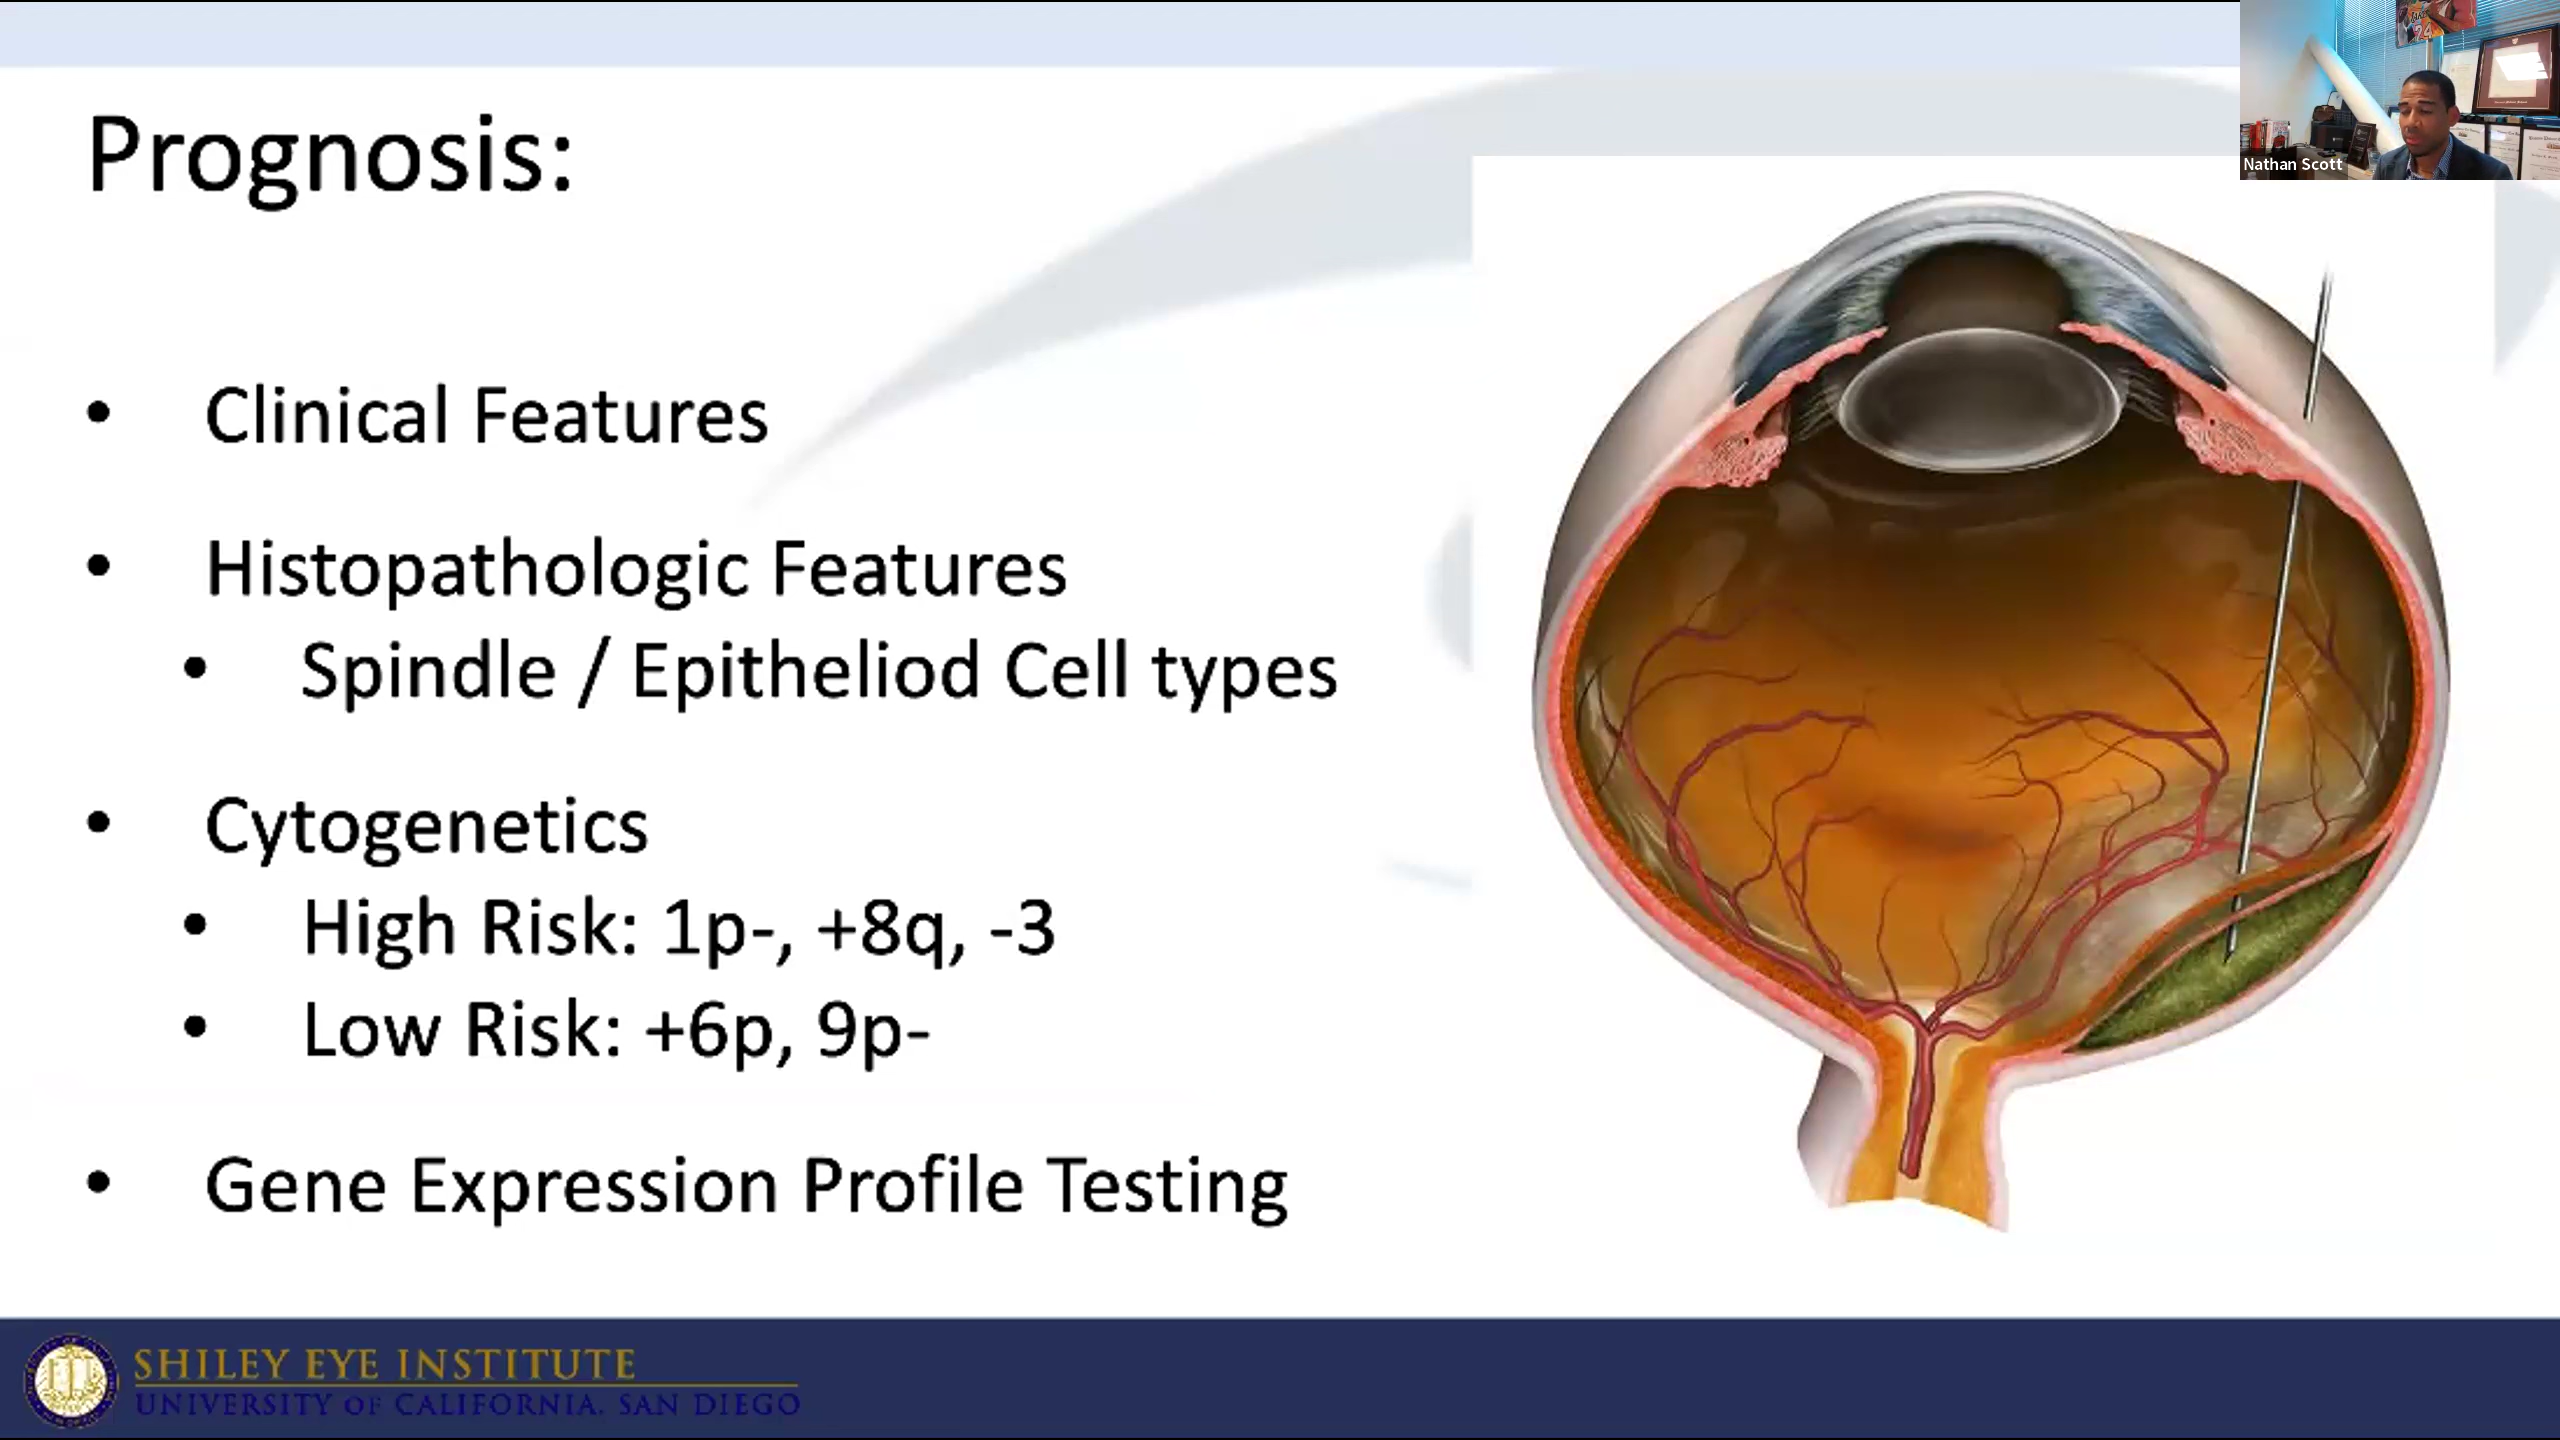 Prognosis:
• Clinical Features
• Histopathologic Features
• Spindle / Epitheliod Cell types
• Cytogenetics
• High Risk: 1p-, +8q, -3
• Low Risk: +6p, 9p-
• Gene Expression Profile Testing
SHILEY EYE INSTITUTE
UNIVERSITY OF CALIFORNIA, SAN DIEGO
Nathan Scott
24